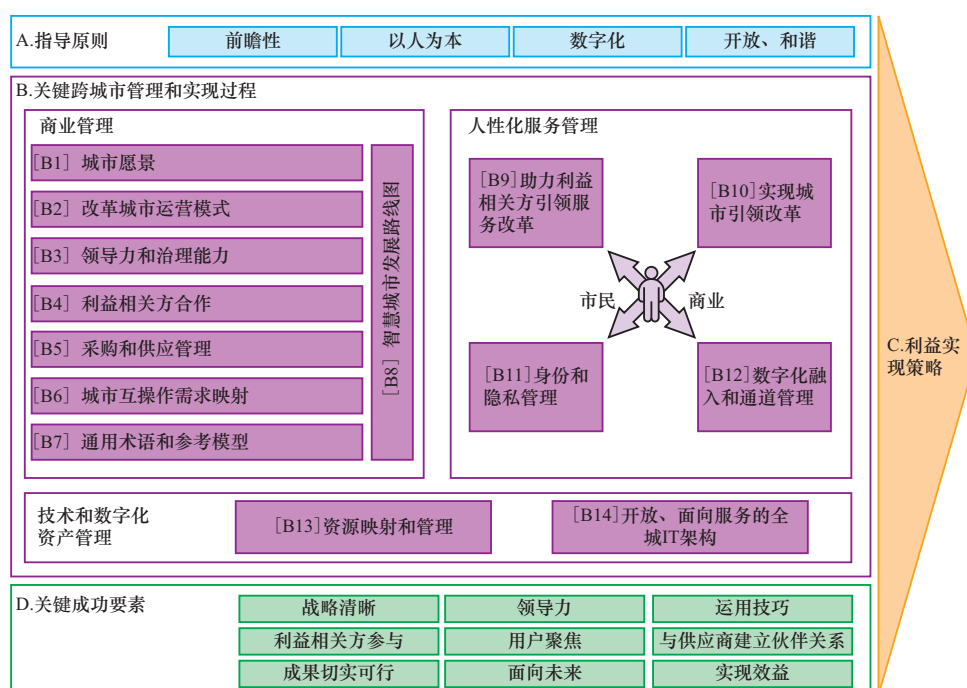 A.指导原则
前瞻性
以人为本
数字化
开放、和谐
B.关键跨城市管理和实现过程
商业管理
[B1] 城市愿景
[B2] 改革城市运营模式
[B3] 领导力和治理能力
[B4] 利益相关方合作
[B5] 采购和供应管理
[B6] 城市互操作需求映射
[B7] 通用术语和参考模型
[B8] 智慧城市发展路线图
人性化服务管理
[B9]助力利益
相关方引领服
务改革
[B10]实现城
市引领改革
市民
商业
[B11]身份和
隐私管理
[B12]数字化融
入和通道管理
技术和数字化
资产管理
[B13]资源映射和管理
[B14]开放、面向服务的全
城IT架构
C.利益实
现策略
D.关键成功要素
战略清晰
领导力
运用技巧
利益相关方参与
用户聚焦
与供应商建立伙伴关系
成果切实可行
面向未来
实现效益